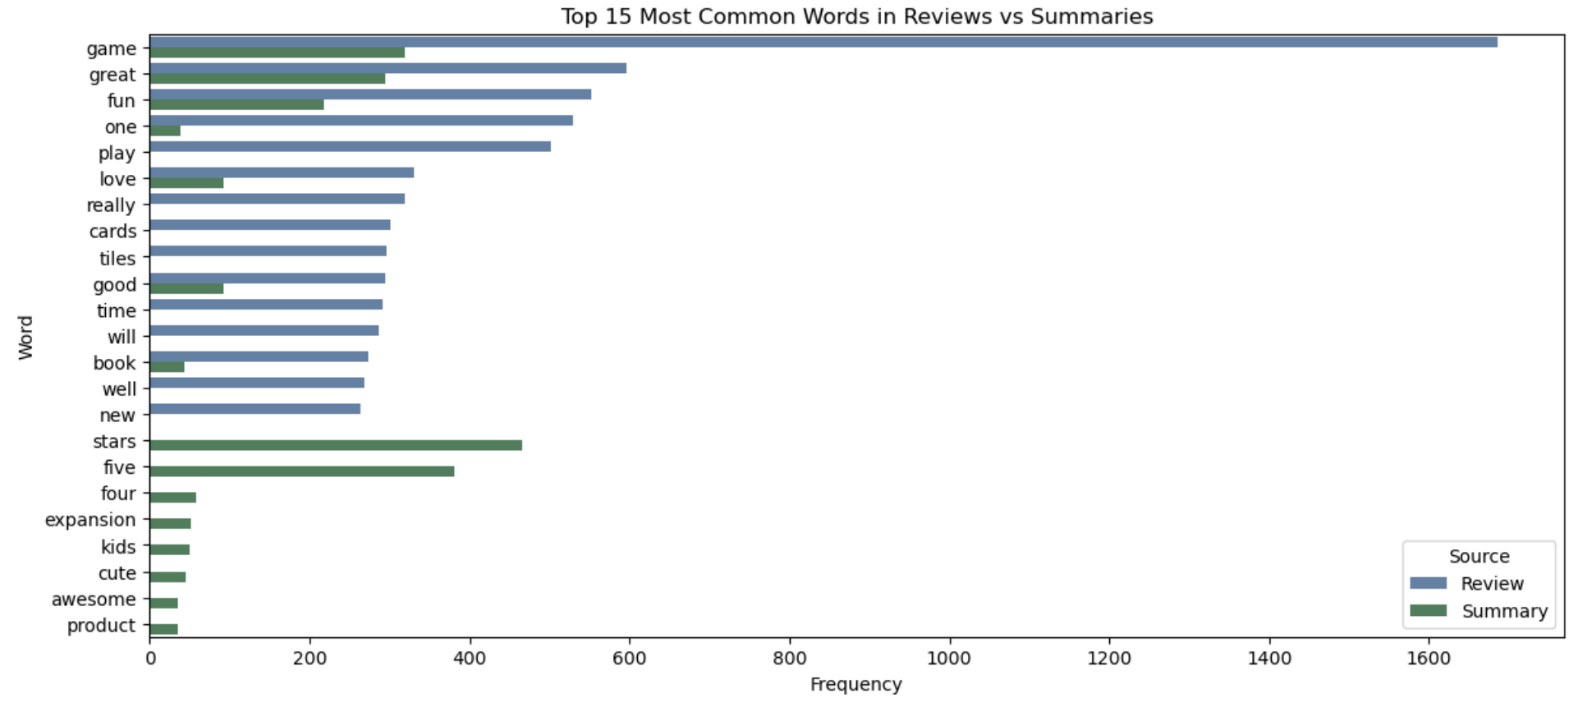 Top 15 Most Common Words in Reviews vs Summaries
Word
game
great
fun
one
play
love
really
cards
tiles
good
time
will
book
well
new
stars
five
four
expansion
kids
cute
awesome
product
Source
Review
Summary
0 200 400 600 800 1000 1200 1400 1600
Frequency